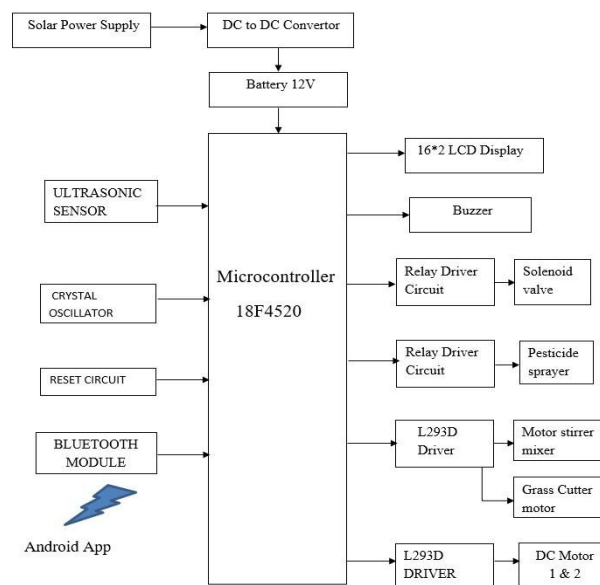 Solar Power Supply
DC to DC Convertor
Battery 12V
16*2 LCD Display
ULTRASONIC
SENSOR
Buzzer
Microcontroller
18F4520
Relay Driver
Circuit
Solenoid
valve
CRYSTAL
OSCILLATOR
Relay Driver
Circuit
Pesticide
sprayer
RESET CIRCUIT
BLUETOOTH
MODULE
L293D
Driver
Motor stirrer
mixer
Grass Cutter
motor
Android App
L293D
DRIVER
DC Motor
1 & 2